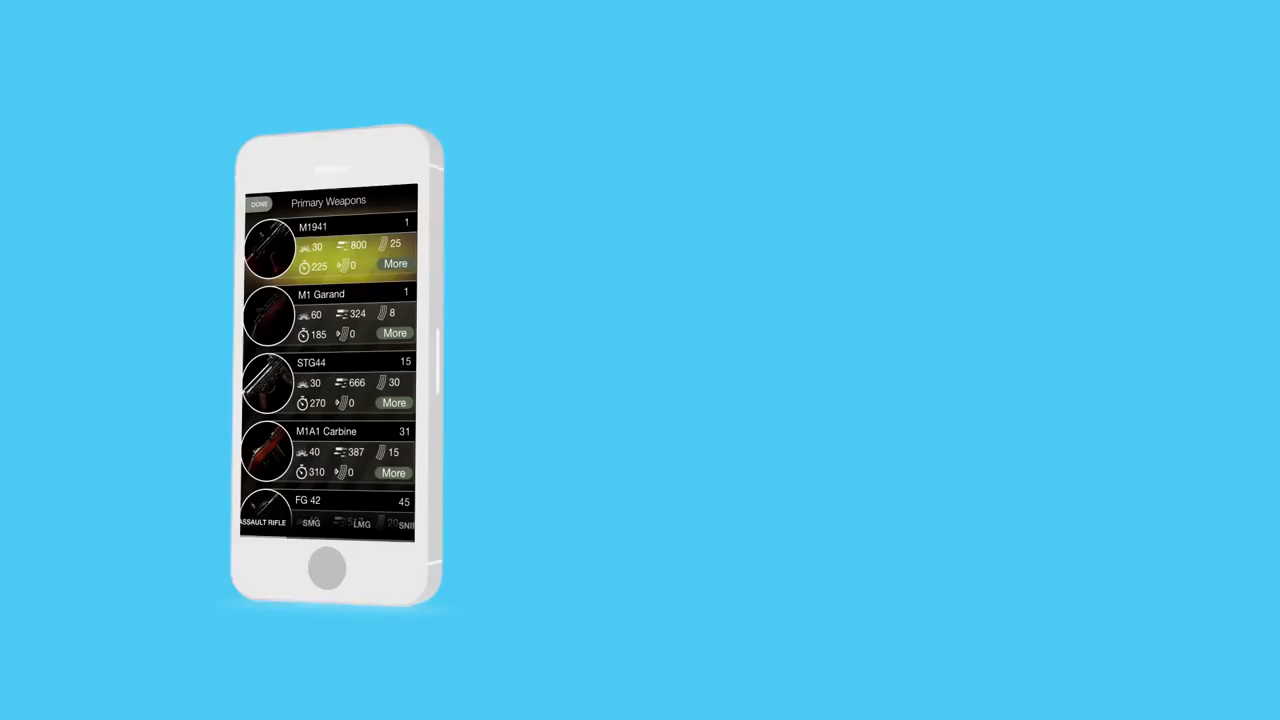 DONE Primary Weapons
M1941 1
30 800 25
225 0 More
M1 Garand 1
60 324 8
185 0 More
STG44 15
30 666 30
270 0 More
M1A1 Carbine 31
40 387 15
310 0 More
FG 42 45
ASSAULT RIFLE SMG LMG SNI